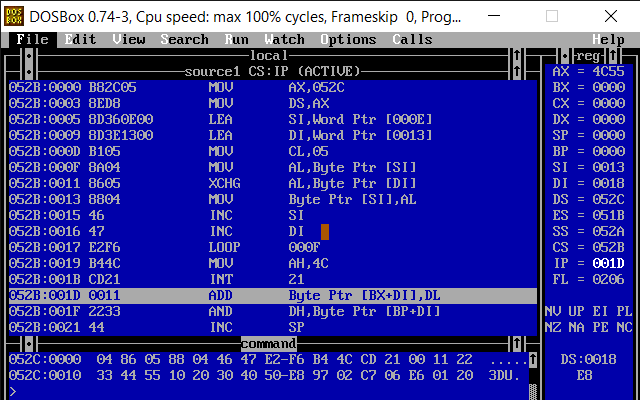 DOSBox 0.74-3, Cpu speed: max 100% cycles, Frameskip 0, Prog...
File Edit View Search Run Watch Options Calls Help
local
source1 CS:IP (ACTIVE)
reg
052B:0000 B82C05 MOV AX,052C
052B:0003 8ED8 MOV DS,AX
052B:0005 8D360E00 LEA SI,Word Ptr [000E]
052B:0009 8D3E1300 LEA DI,Word Ptr [0013]
052B:000D B105 MOV CL,05
052B:000F 8A04 MOV AL,Byte Ptr [SI]
052B:0011 8605 XCHG AL,Byte Ptr [DI]
052B:0013 8804 MOV Byte Ptr [SI],AL
052B:0015 46 INC SI
052B:0016 47 INC DI
052B:0017 E2F6 LOOP 000F
052B:0019 B44C MOV AH,4C
052B:001B CD21 INT 21
052B:001D 0011 ADD Byte Ptr [BX+DI],DL
052B:001F 2233 AND DH,Byte Ptr [BP+DI]
052B:0021 44 INC SP
AX = 4C55
BX = 0000
CX = 0000
DX = 0000
SP = 0000
BP = 0000
SI = 0013
DI = 0018
DS = 052C
ES = 051B
SS = 052A
CS = 052B
IP = 001D
FL = 0206
NV UP EI PL
NZ NA PE NC
DS:0018
E8
command
052C:0000 04 86 05 88 04 46 47 E2-F6 B4 4C CD 21 00 11 22 .....
052C:0010 33 44 55 10 20 30 40 50-E8 97 02 C7 06 E6 01 20 3DU.
>